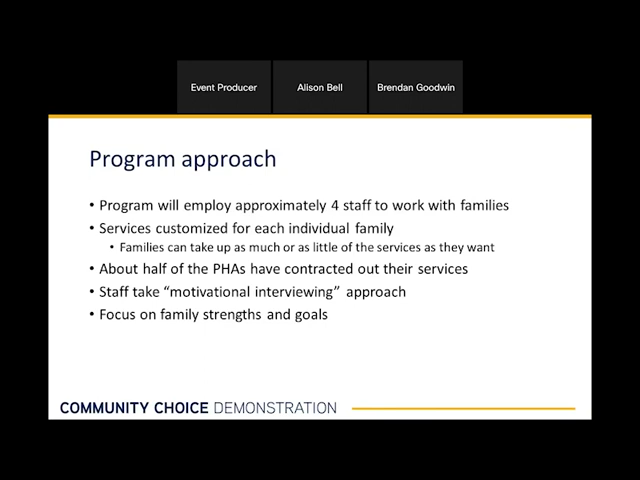 Event Producer
Alison Bell
Brendan Goodwin
Program approach
• Program will employ approximately 4 staff to work with families
• Services customized for each individual family
• Families can take up as much or as little of the services as they want
• About half of the PHAs have contracted out their services
• Staff take “motivational interviewing” approach
• Focus on family strengths and goals
COMMUNITY CHOICE DEMONSTRATION